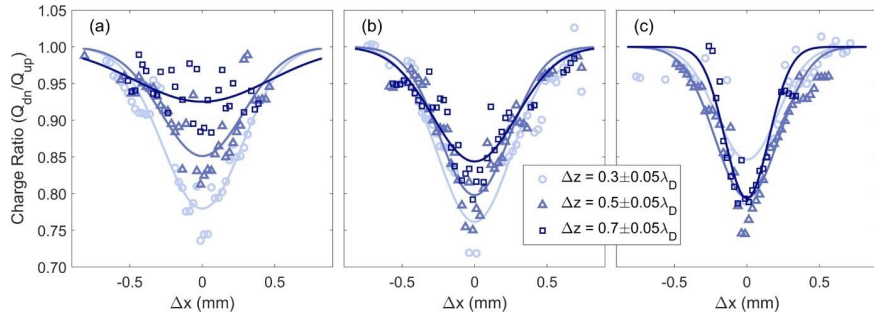 (a) (b) (c)
1.00
0.95
0.90
0.85
0.80
0.75
0.70
Charge Ratio (Q_dn/Q_up)
-0.5 0 0.5 -0.5 0 0.5 -0.5 0 0.5
Δx (mm) Δx (mm) Δx (mm)
Δz = 0.3±0.05λ_D
Δz = 0.5±0.05λ_D
Δz = 0.7±0.05λ_D